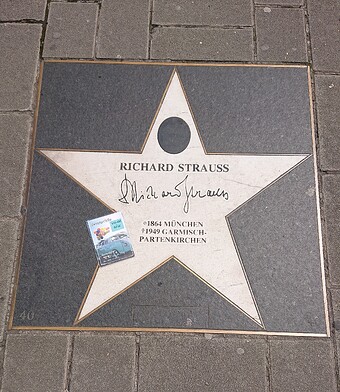 RICHARD STRAUSS
Richard Strauss
*1864 MÜNCHEN
†1949 GARMISCH-
PARTENKIRCHEN
40